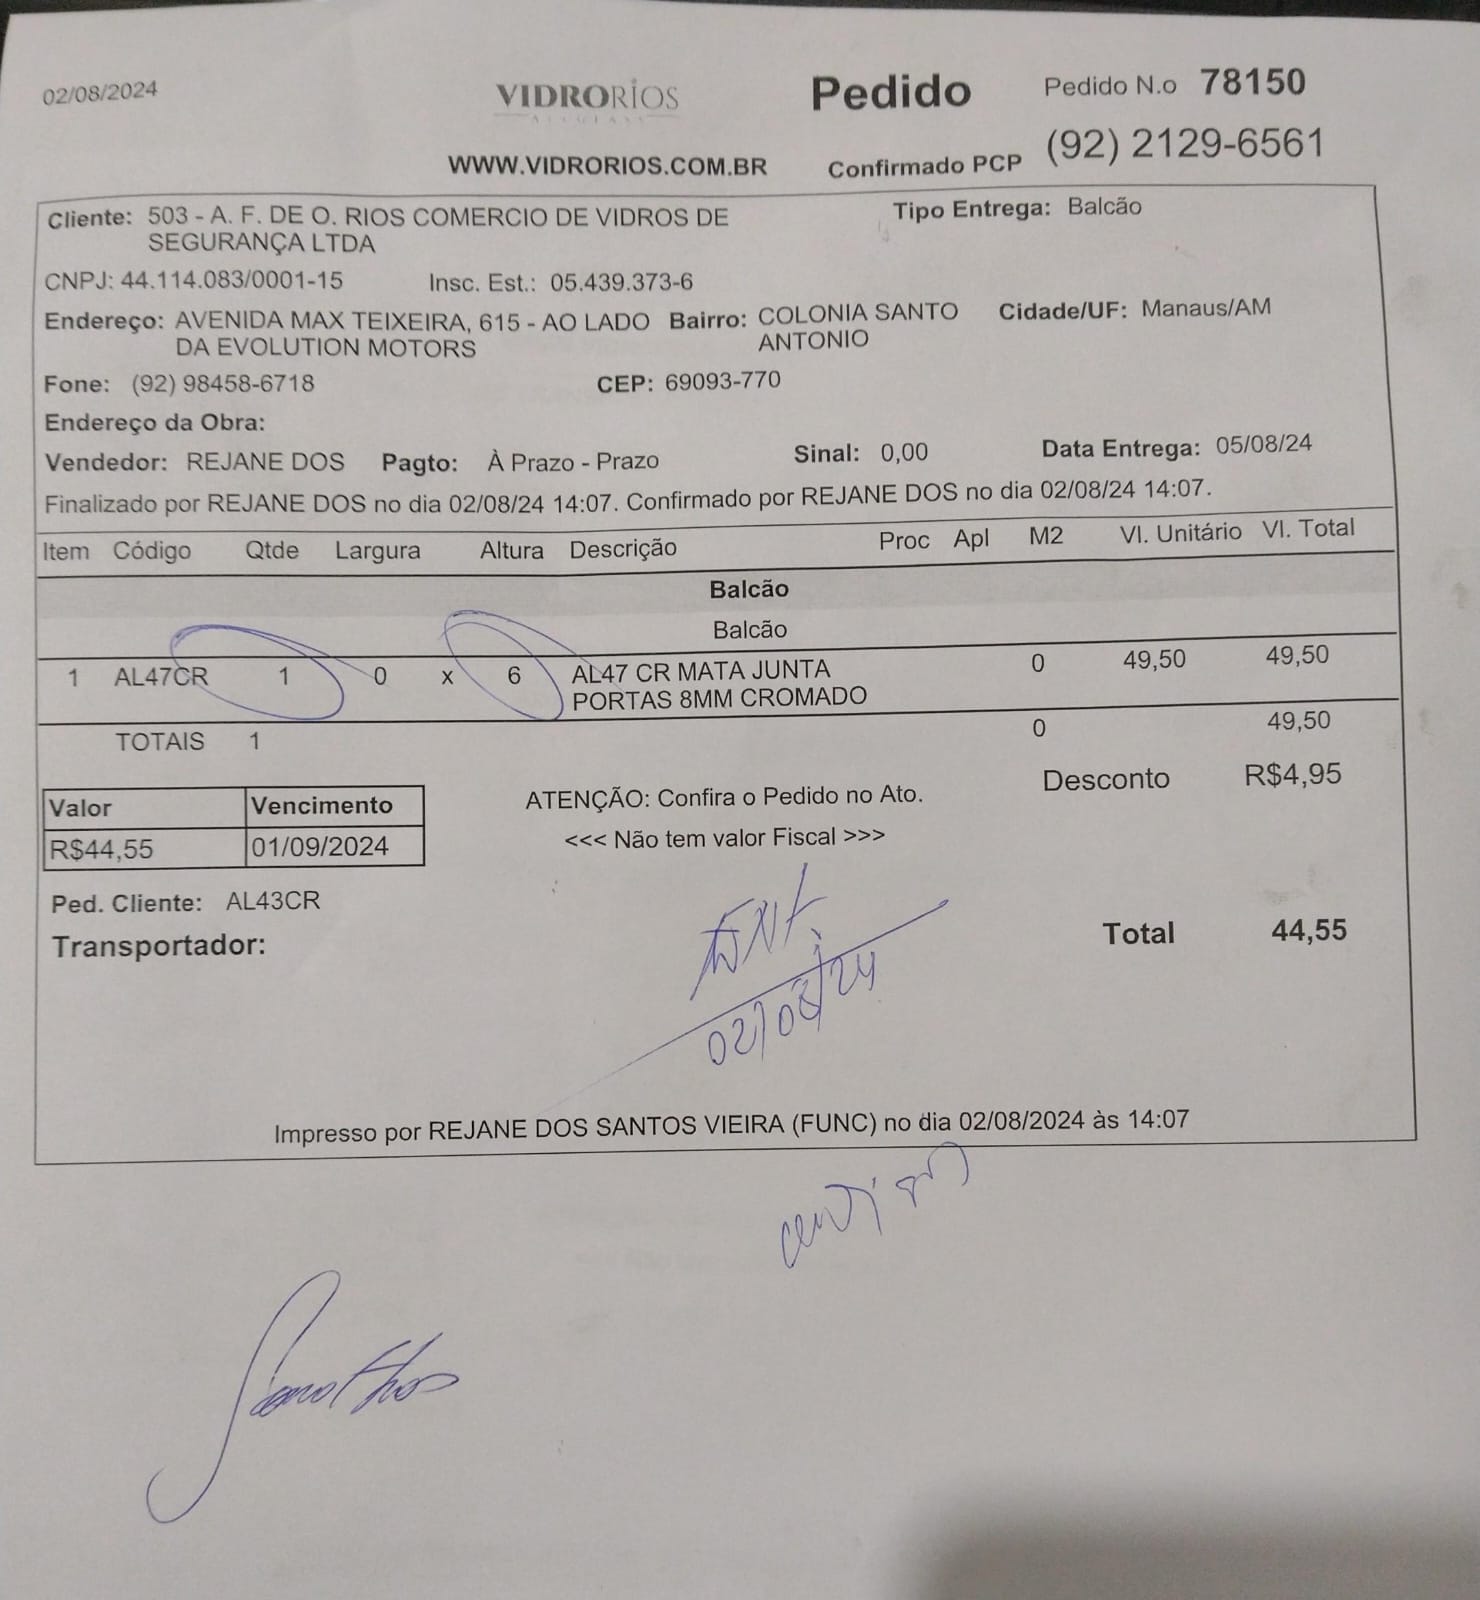 02/08/2024
VIDRORÍOS
Pedido
Pedido N.o 78150
WWW.VIDRORIOS.COM.BR
Confirmado PCP
(92) 2129-6561
Cliente: 503 - A. F. DE O. RIOS COMERCIO DE VIDROS DE
SEGURANÇA LTDA
Tipo Entrega: Balcão
CNPJ: 44.114.083/0001-15 Insc. Est.: 05.439.373-6
Endereço: AVENIDA MAX TEIXEIRA, 615 - AO LADO
DA EVOLUTION MOTORS
Bairro: COLONIA SANTO
ANTONIO
Cidade/UF: Manaus/AM
Fone: (92) 98458-6718 CEP: 69093-770
Endereço da Obra:
Vendedor: REJANE DOS Pagto: À Prazo - Prazo Sinal: 0,00 Data Entrega: 05/08/24
Finalizado por REJANE DOS no dia 02/08/24 14:07. Confirmado por REJANE DOS no dia 02/08/24 14:07.
Item Código Qtde Largura Altura Descrição Proc Apl M2 Vl. Unitário Vl. Total
Balcão
Balcão
1 AL47CR 1 0 x 6 AL47 CR MATA JUNTA
PORTAS 8MM CROMADO
0 49,50 49,50
TOTAIS 1 0 49,50
Valor Vencimento
R$44,55 01/09/2024
ATENÇÃO: Confira o Pedido no Ato.
<<< Não tem valor Fiscal >>>
Desconto R$4,95
Ped. Cliente: AL43CR
Transportador:
Total 44,55
02/08/24
Impresso por REJANE DOS SANTOS VIEIRA (FUNC) no dia 02/08/2024 às 14:07